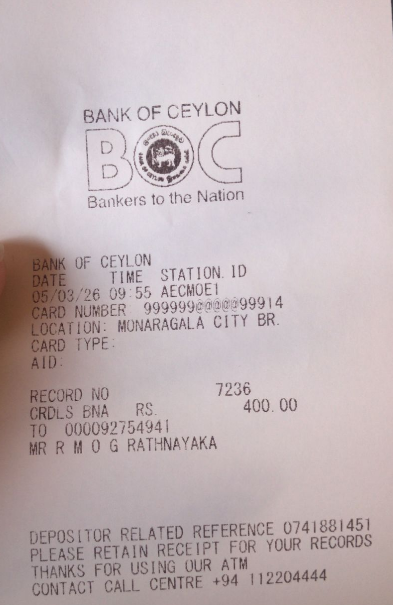 BANK OF CEYLON
BOC
Bankers to the Nation
BANK OF CEYLON
DATE TIME STATION. ID
05/03/26 09:55 AECMOE1
CARD NUMBER 999999@@@@@99914
LOCATION: MONARAGALA CITY BR.
CARD TYPE:
AID:
RECORD NO 7236
CRDLS BNA RS. 400.00
TO 000092754941
MR R M O G RATHNAYAKA
DEPOSITOR RELATED REFERENCE 0741881451
PLEASE RETAIN RECEIPT FOR YOUR RECORDS
THANKS FOR USING OUR ATM
CONTACT CALL CENTRE +94 112204444